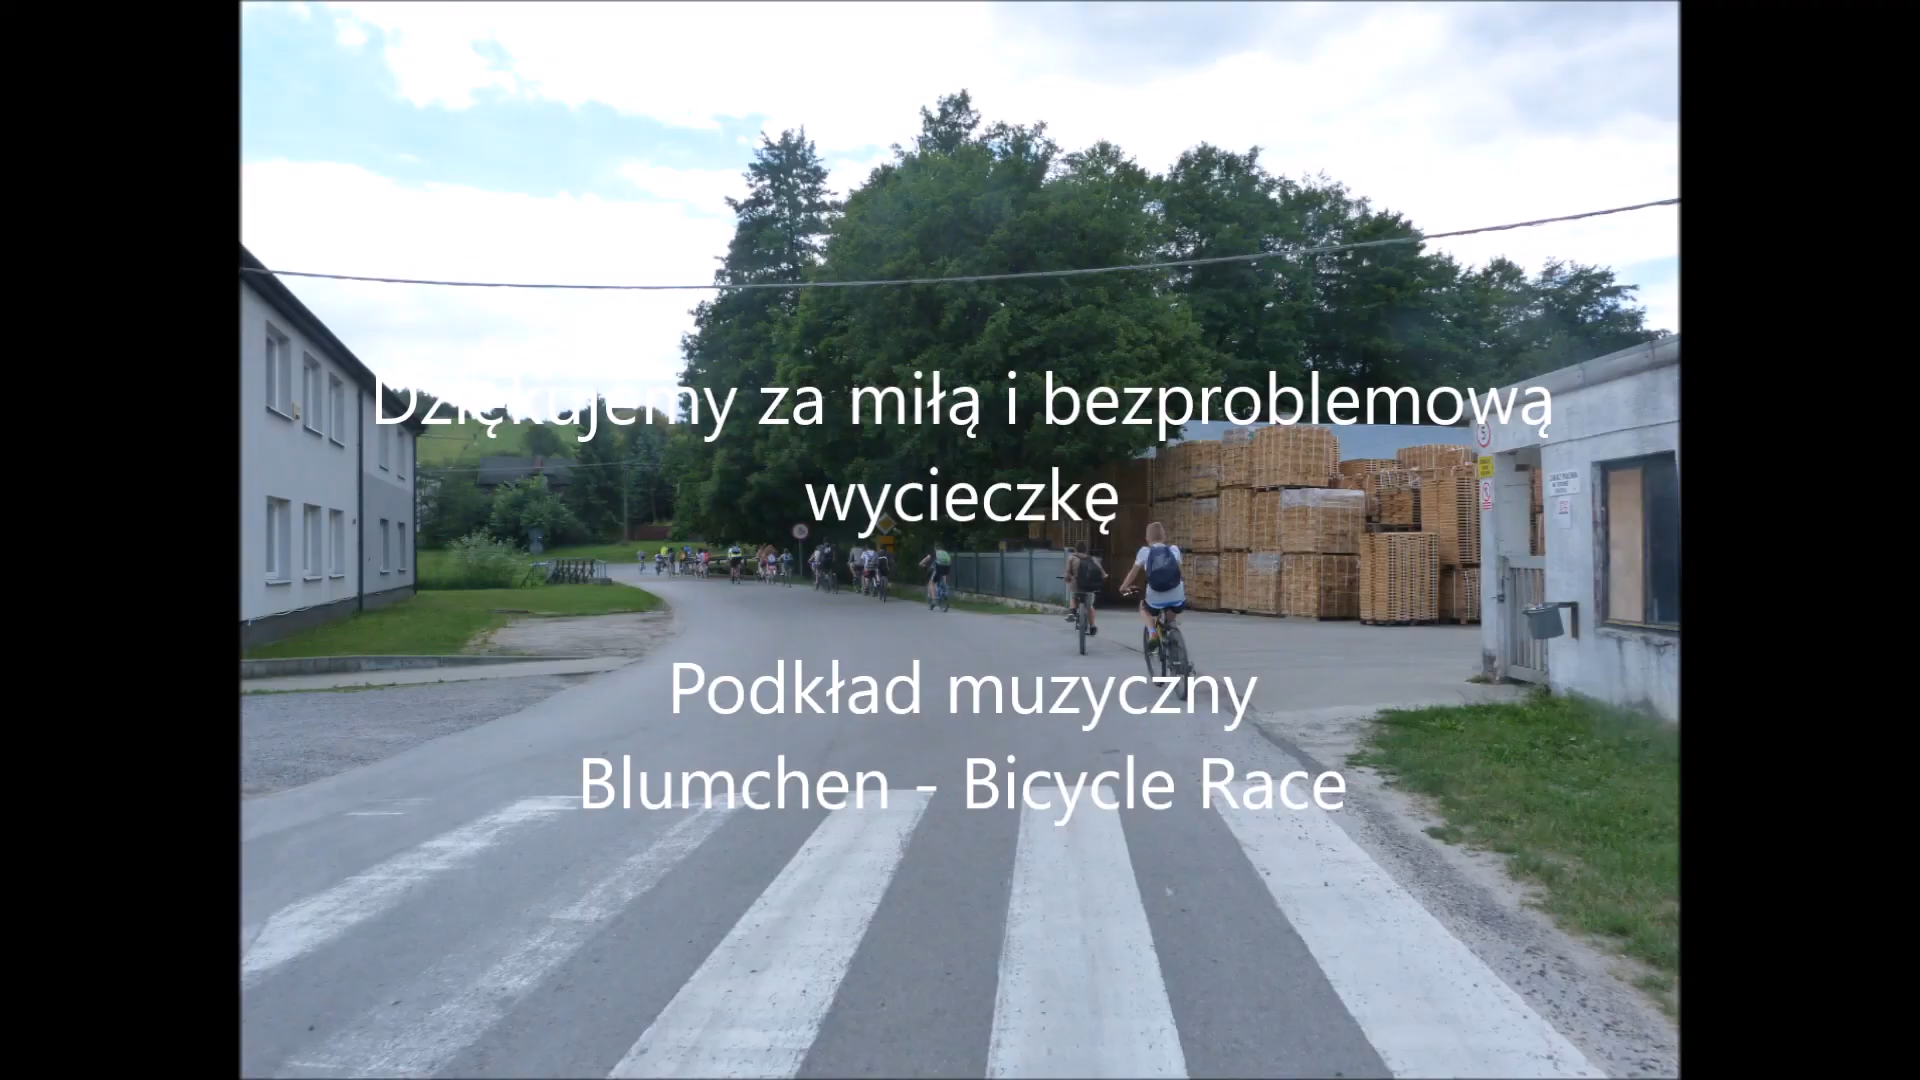 Dziękujemy za miłą i bezproblemową
wycieczkę
Podkład muzyczny
Blumchen - Bicycle Race